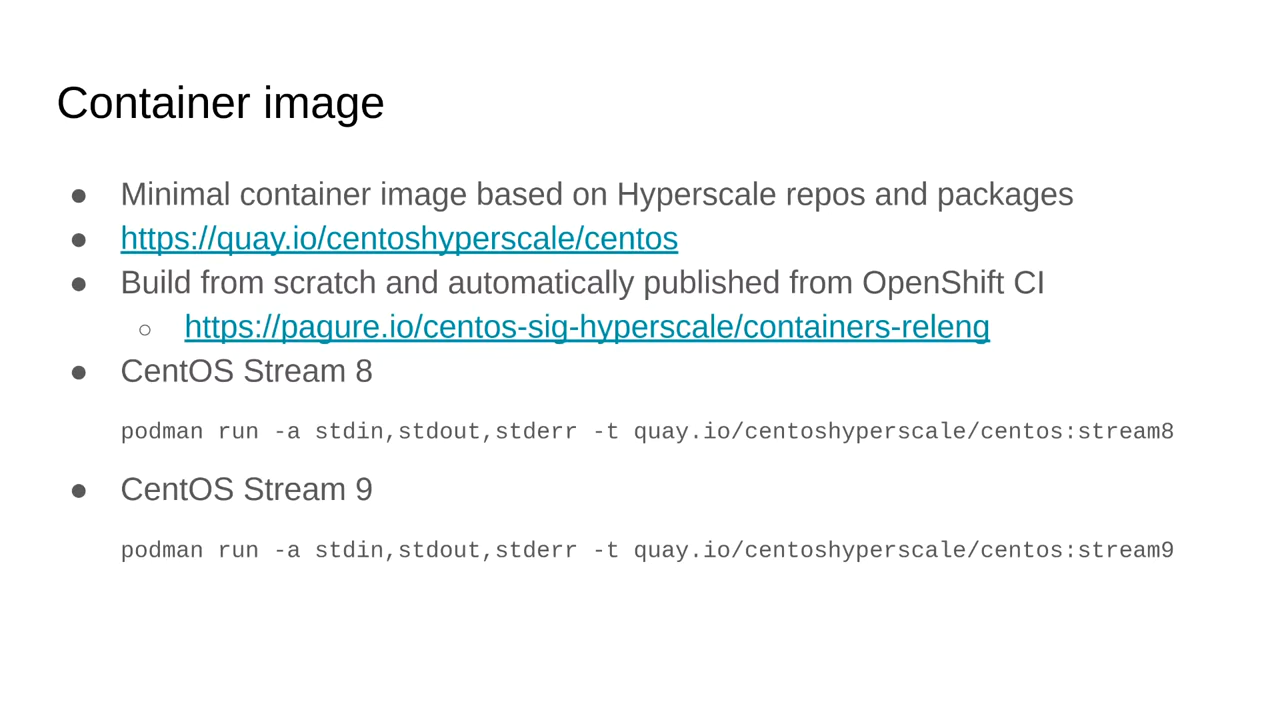 Container image
● Minimal container image based on Hyperscale repos and packages
● https://quay.io/centoshyperscale/centos
● Build from scratch and automatically published from OpenShift CI
○ https://pagure.io/centos-sig-hyperscale/containers-releng
● CentOS Stream 8
podman run -a stdin,stdout,stderr -t quay.io/centoshyperscale/centos:stream8
● CentOS Stream 9
podman run -a stdin,stdout,stderr -t quay.io/centoshyperscale/centos:stream9